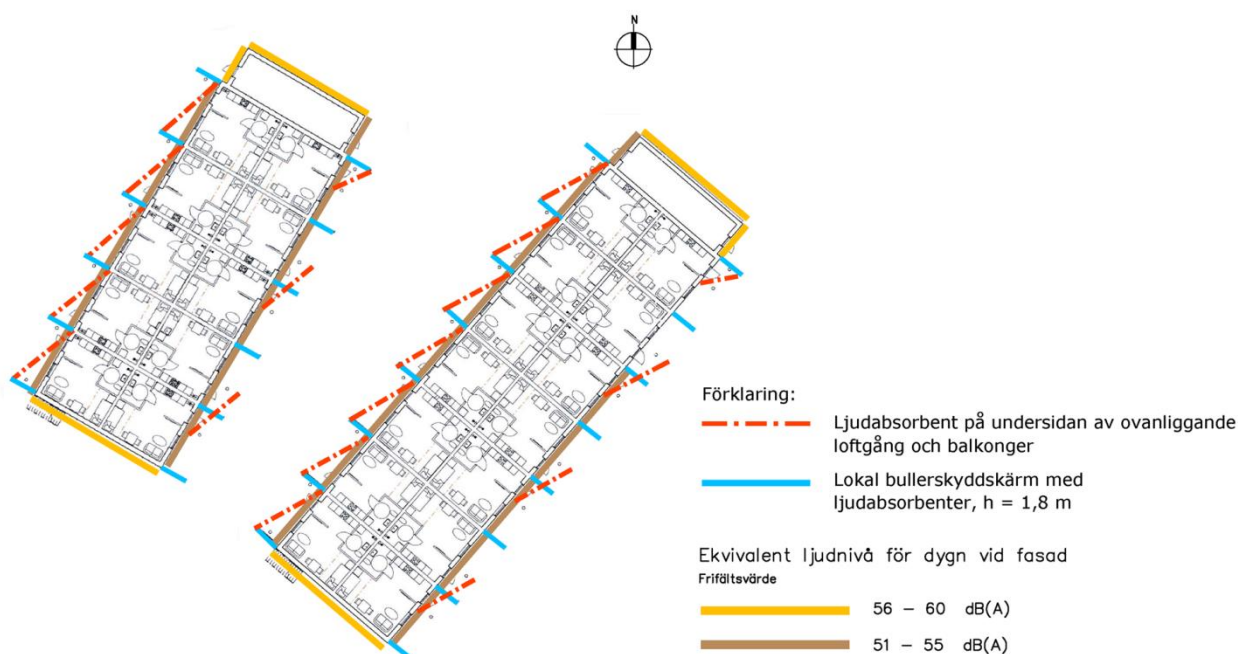 N
Förklaring:
Ljudabsorbent på undersidan av ovanliggande
loftgång och balkonger
Lokal bullerskyddskärm med
ljudabsorbenter, h = 1,8 m
Ekvivalent ljudnivå för dygn vid fasad
Frifältsvärde
56 – 60 dB(A)
51 – 55 dB(A)